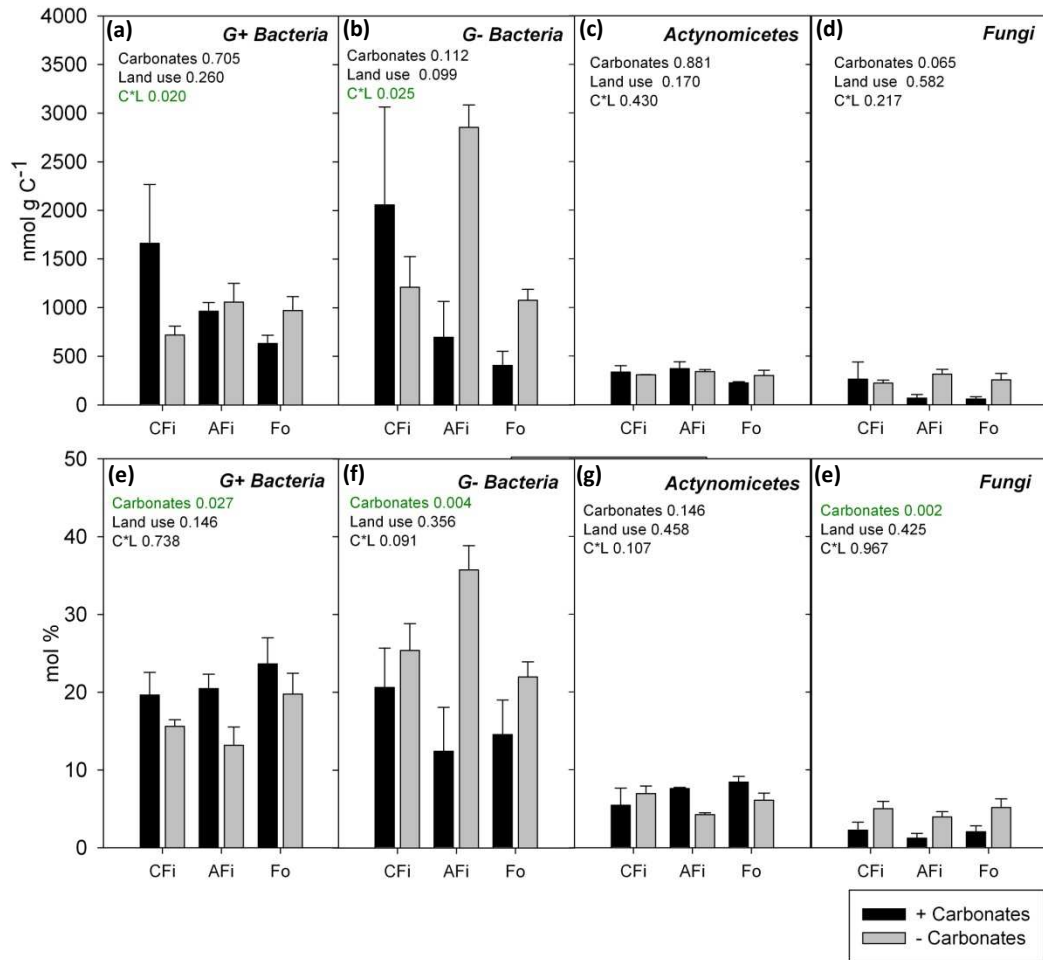 4000
3500
3000
2500
2000
1500
1000
500
0
nmol g C⁻¹
(a)
G+ Bacteria
Carbonates 0.705
Land use 0.260
C*L 0.020
CFi AFi Fo
(b)
G- Bacteria
Carbonates 0.112
Land use 0.099
C*L 0.025
CFi AFi Fo
(c)
Actynomicetes
Carbonates 0.881
Land use 0.170
C*L 0.430
CFi AFi Fo
(d)
Fungi
Carbonates 0.065
Land use 0.582
C*L 0.217
CFi AFi Fo
50
40
30
20
10
0
mol %
(e)
G+ Bacteria
Carbonates 0.027
Land use 0.146
C*L 0.738
CFi AFi Fo
(f)
G- Bacteria
Carbonates 0.004
Land use 0.356
C*L 0.091
CFi AFi Fo
(g)
Actynomicetes
Carbonates 0.146
Land use 0.458
C*L 0.107
CFi AFi Fo
(e)
Fungi
Carbonates 0.002
Land use 0.425
C*L 0.967
CFi AFi Fo
+ Carbonates
- Carbonates